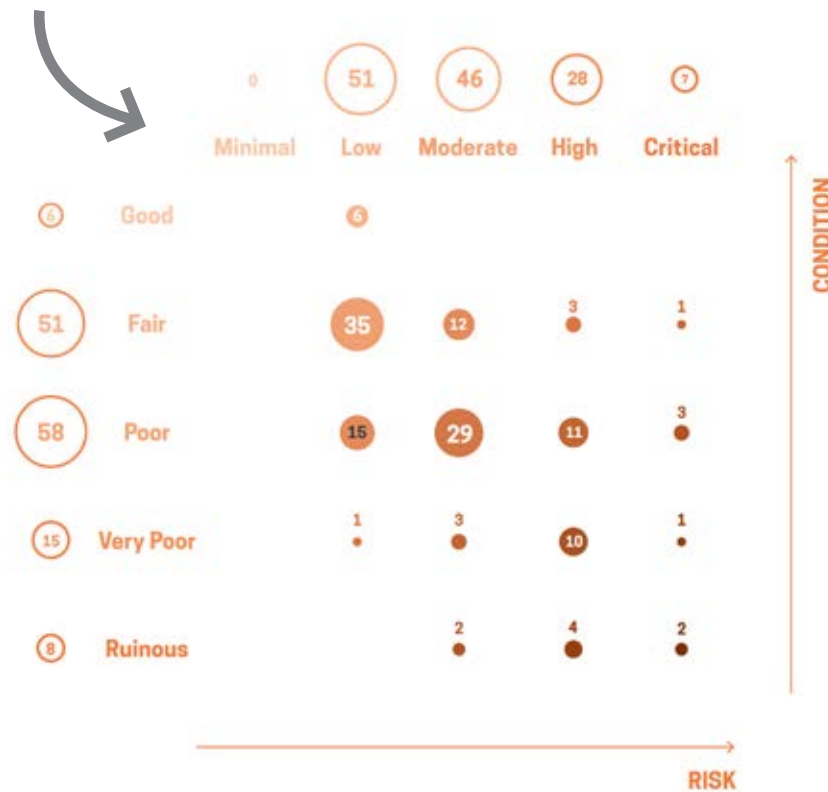 0 51 46 28 7
Minimal Low Moderate High Critical
6 Good 6
51 Fair 35 12 3 1
58 Poor 15 29 11 3
15 Very Poor 1 3 10 1
8 Ruinous 2 4 2
CONDITION
RISK